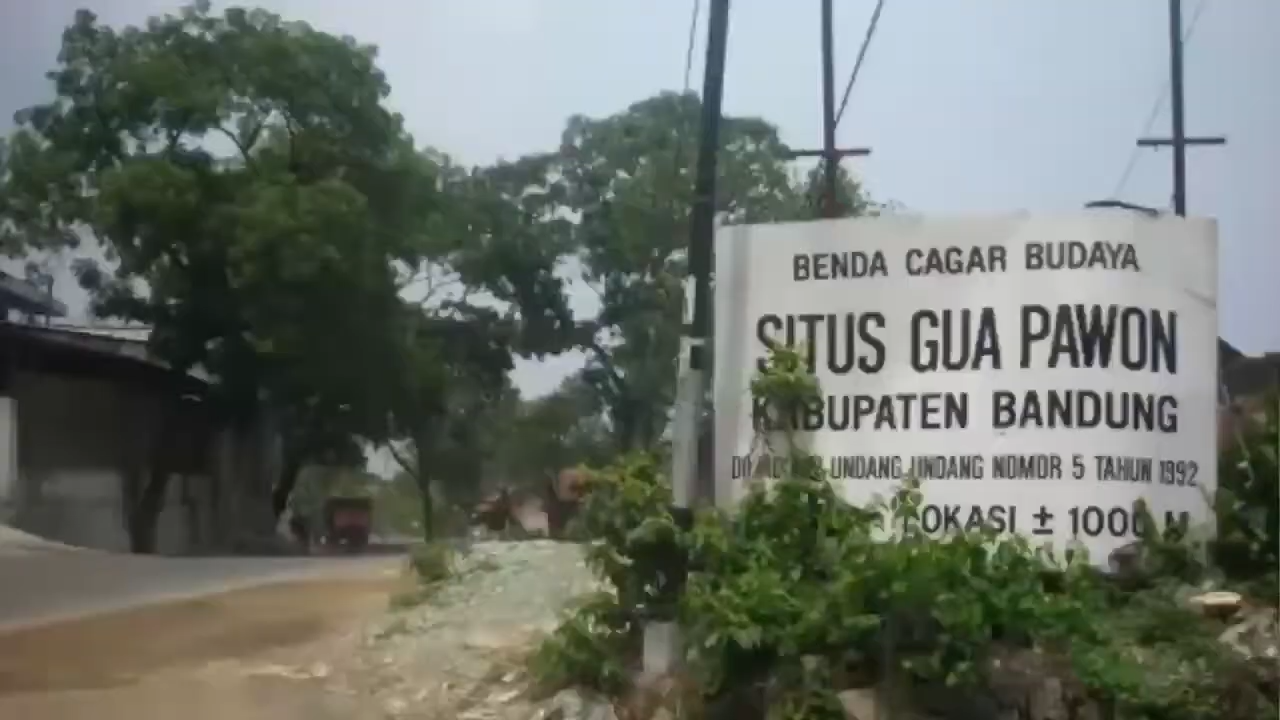 BENDA CAGAR BUDAYA
SITUS GUA PAWON
KABUPATEN BANDUNG
UNDANG UNDANG NOMOR 5 TAHUN 1992
LOKASI ± 1000 M